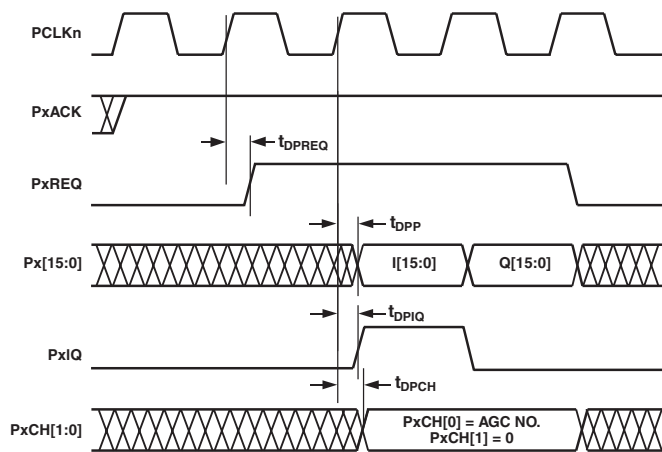 PCLKn
PxACK
tDPREQ
PxREQ
tDPP
Px[15:0]
I[15:0]
Q[15:0]
tDPIQ
PxIQ
tDPCH
PxCH[1:0]
PxCH[0] = AGC NO.
PxCH[1] = 0